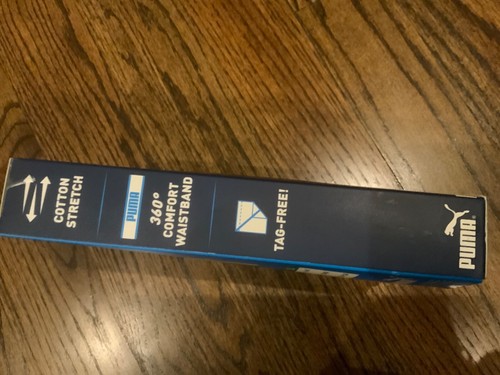 COTTON
STRETCH
PUMA
360°
COMFORT
WAISTBAND
TAG-FREE!
PUMA